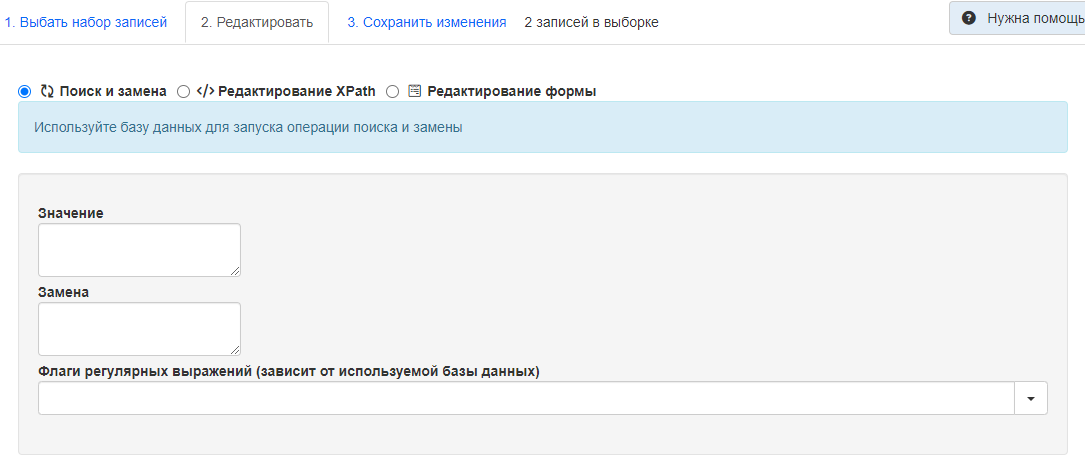 1. Выбать набор записей 2. Редактировать 3. Сохранить изменения 2 записей в выборке Нужна помощь
Поиск и замена </> Редактирование XPath Редактирование формы
Используйте базу данных для запуска операции поиска и замены
Значение
Замена
Флаги регулярных выражений (зависит от используемой базы данных)